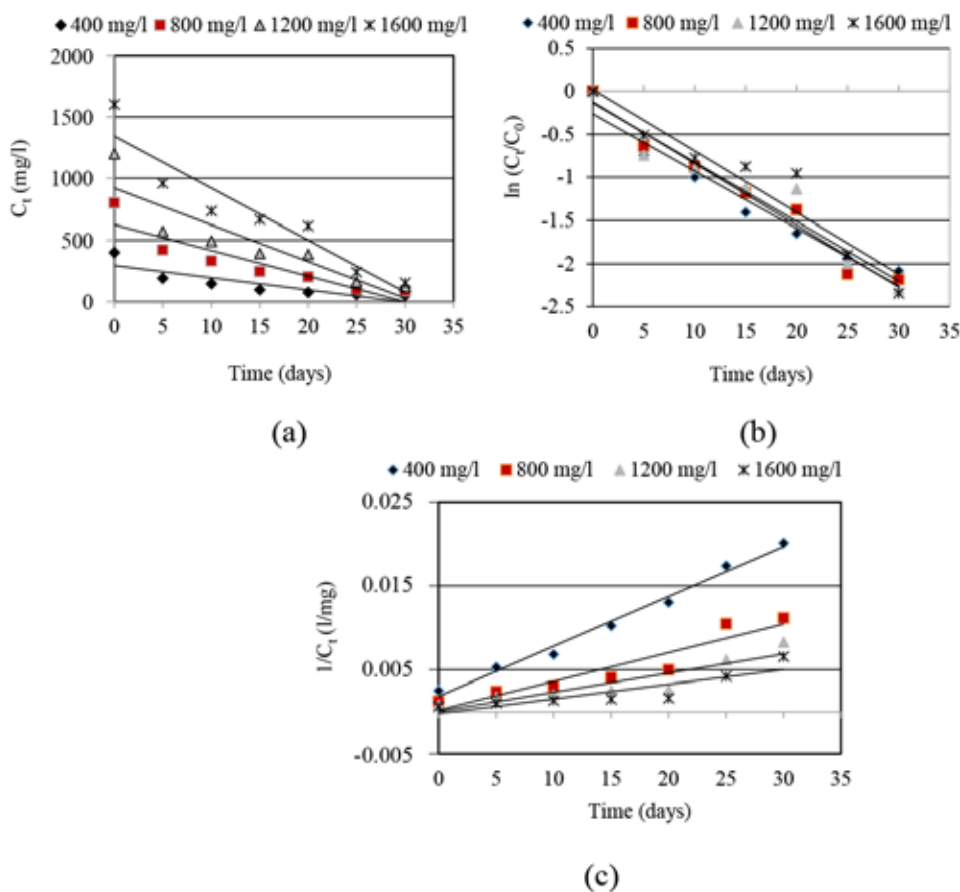 400 mg/l 800 mg/l 1200 mg/l 1600 mg/l
2000
1500
1000
500
0
Ct (mg/l)
0 5 10 15 20 25 30 35
Time (days)
(a)
400 mg/l 800 mg/l 1200 mg/l 1600 mg/l
0.5
0
-0.5
-1
-1.5
-2
-2.5
ln (Ct/C0)
0 5 10 15 20 25 30 35
Time (days)
(b)
400 mg/l 800 mg/l 1200 mg/l 1600 mg/l
0.025
0.015
0.005
-0.005
1/Ct (l/mg)
0 5 10 15 20 25 30 35
Time (days)
(c)